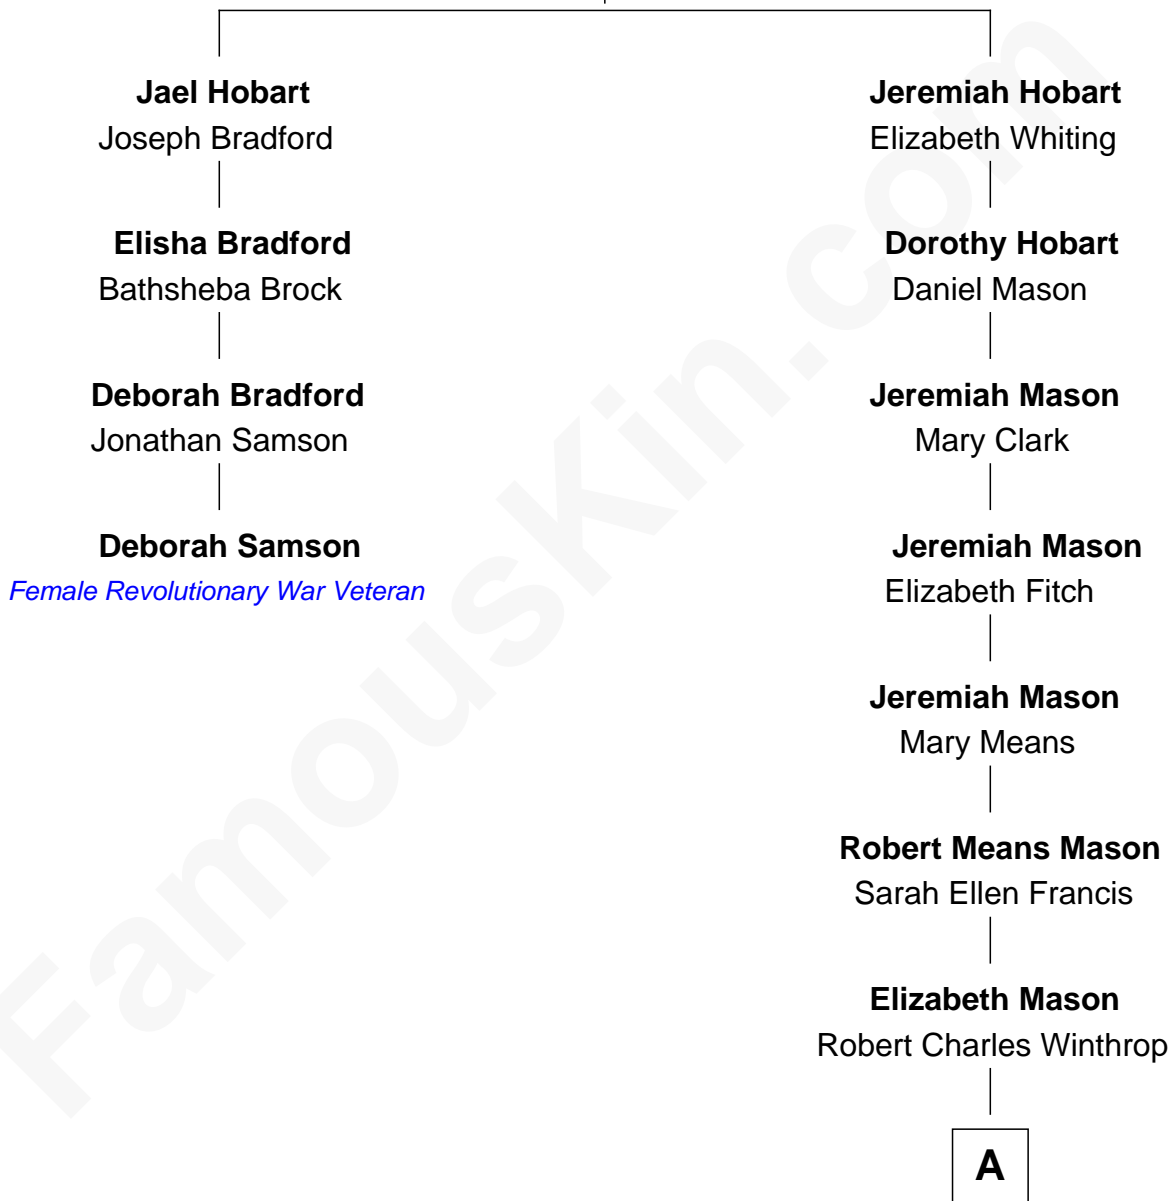 Jael Hobart
Joseph Bradford
Elisha Bradford
Bathsheba Brock
Deborah Bradford
Jonathan Samson
Deborah Samson
Female Revolutionary War Veteran
Jeremiah Hobart
Elizabeth Whiting
Dorothy Hobart
Daniel Mason
Jeremiah Mason
Mary Clark
Jeremiah Mason
Elizabeth Fitch
Jeremiah Mason
Mary Means
Robert Means Mason
Sarah Ellen Francis
Elizabeth Mason
Robert Charles Winthrop
A
FamousKin.com